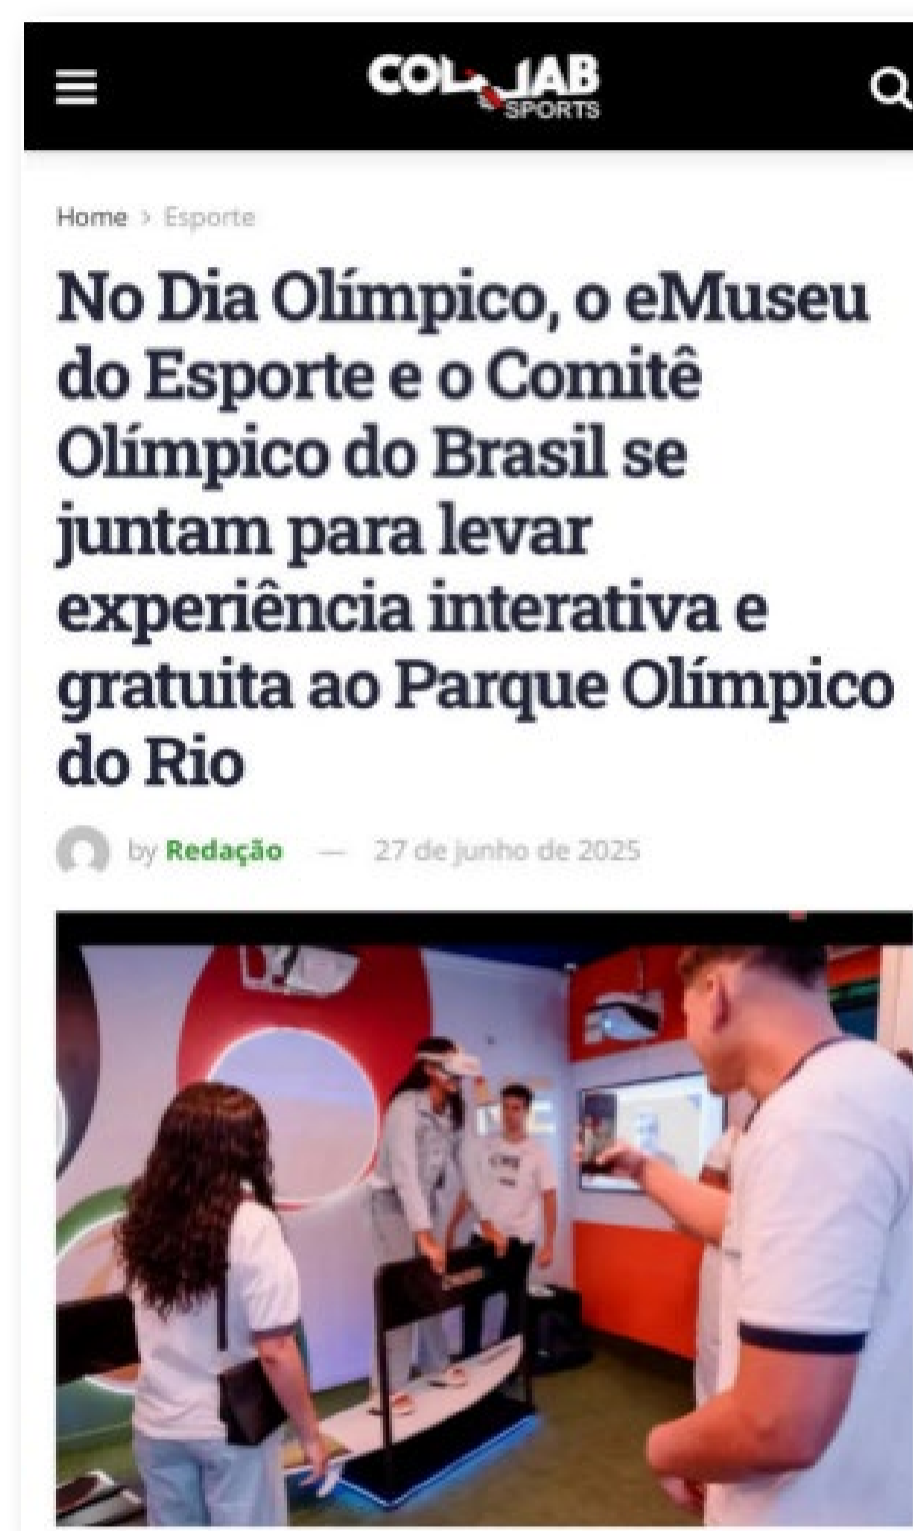 COLLAB
SPORTS
Home > Esporte
No Dia Olímpico, o eMuseu
do Esporte e o Comitê
Olímpico do Brasil se
juntam para levar
experiência interativa e
gratuita ao Parque Olímpico
do Rio
by Redação — 27 de junho de 2025